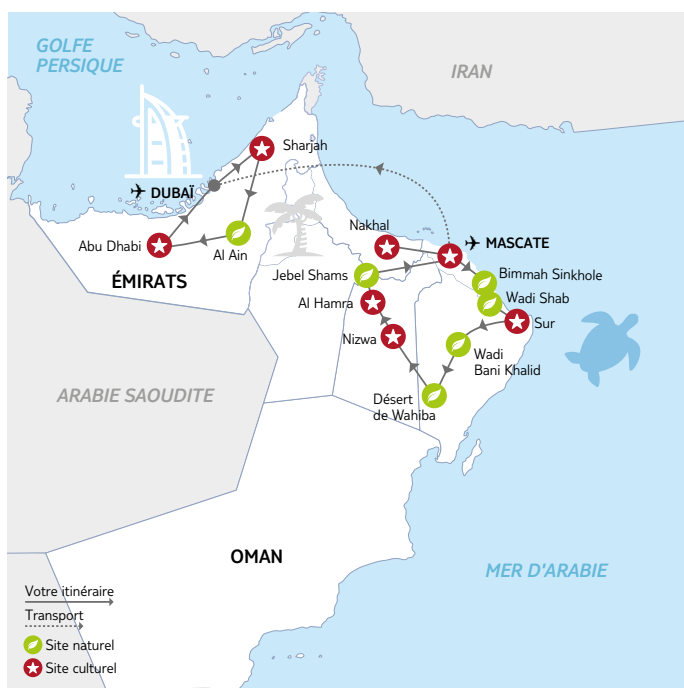 GOLFE
PERSIQUE
IRAN
Sharjah
DUBAÏ
Abu Dhabi
Al Ain
ÉMIRATS
Nakhal
MASCATE
Jebel Shams
Bimmah Sinkhole
Al Hamra
Wadi Shab
Sur
Nizwa
Wadi
Bani Khalid
Désert
de Wahiba
ARABIE SAOUDITE
OMAN
MER D'ARABIE
Votre itinéraire
Transport
Site naturel
Site culturel